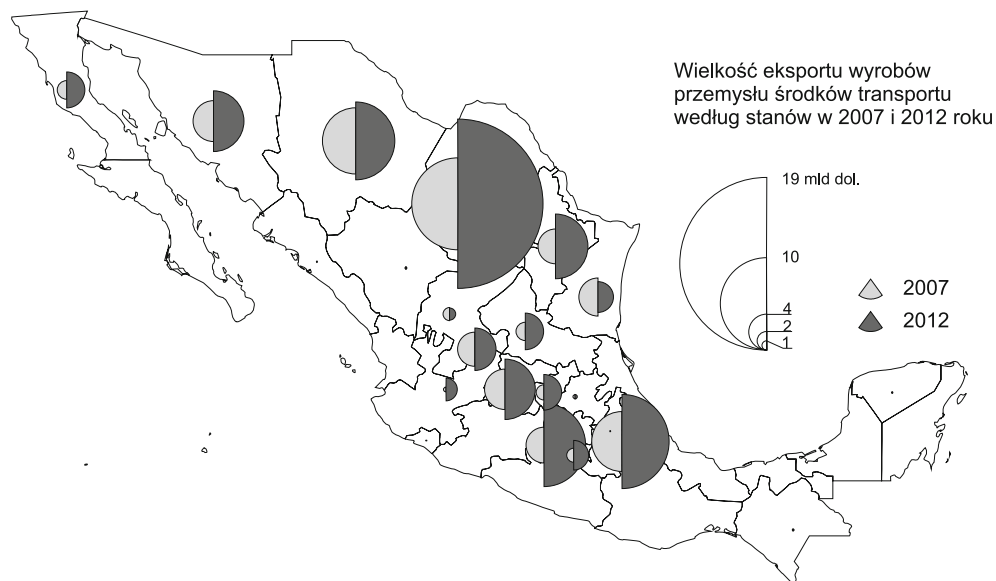 Wielkość eksportu wyrobów
przemysłu środków transportu
według stanów w 2007 i 2012 roku
19 mld dol.
10
4
2
1
2007
2012